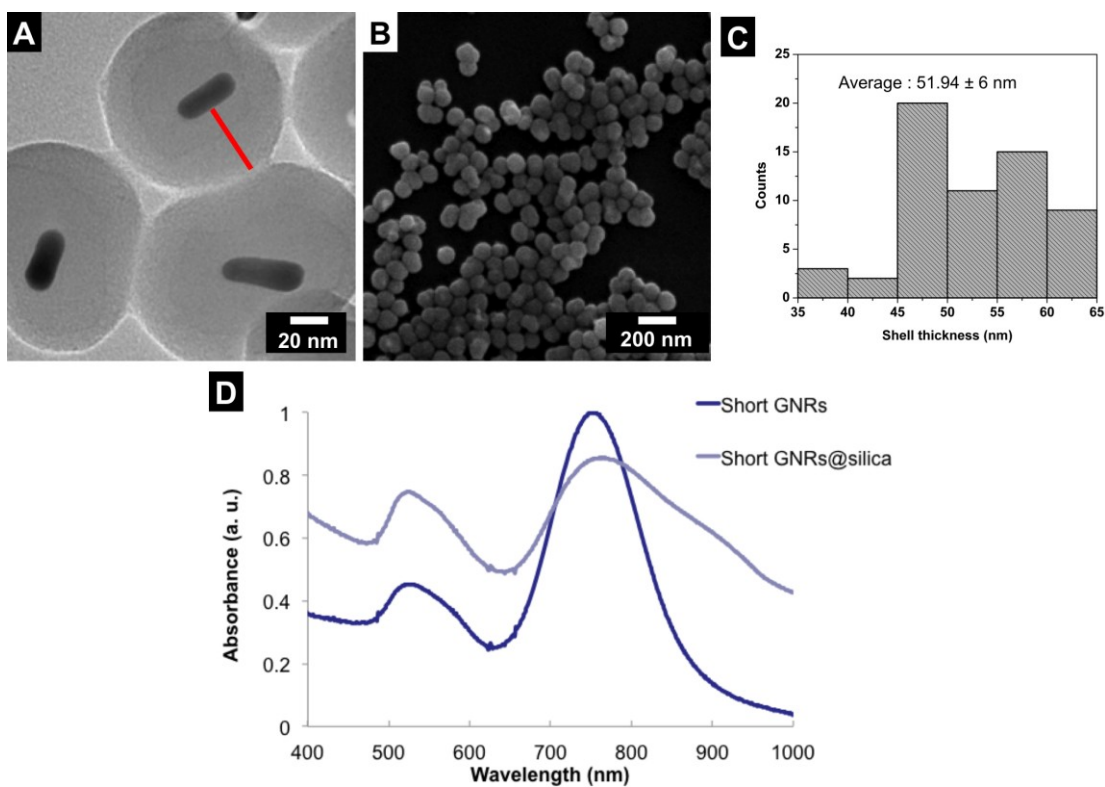 A
20 nm
B
200 nm
C
25
20
15
10
5
0
Counts
Average : 51.94 ± 6 nm
35 40 45 50 55 60 65
Shell thickness (nm)
D
Short GNRs
Short GNRs@silica
1
0.8
0.6
0.4
0.2
0
Absorbance (a. u.)
400 500 600 700 800 900 1000
Wavelength (nm)